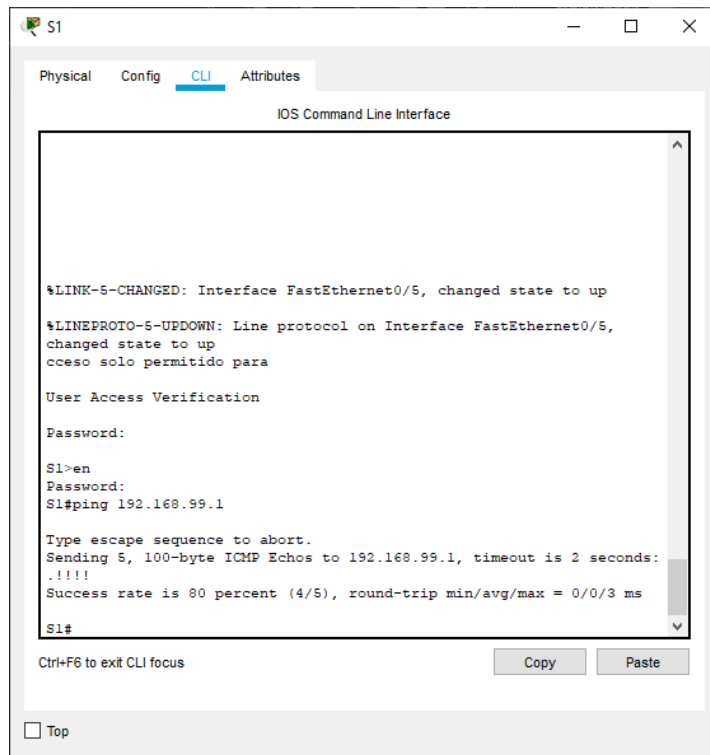 S1
Physical Config CLI Attributes
IOS Command Line Interface
%LINK-5-CHANGED: Interface FastEthernet0/5, changed state to up
%LINEPROTO-5-UPDOWN: Line protocol on Interface FastEthernet0/5,
changed state to up
cceso solo permitido para
User Access Verification
Password:
S1>en
Password:
S1#ping 192.168.99.1
Type escape sequence to abort.
Sending 5, 100-byte ICMP Echos to 192.168.99.1, timeout is 2 seconds:
.!!!!
Success rate is 80 percent (4/5), round-trip min/avg/max = 0/0/3 ms
S1#
Ctrl+F6 to exit CLI focus
Copy Paste
Top